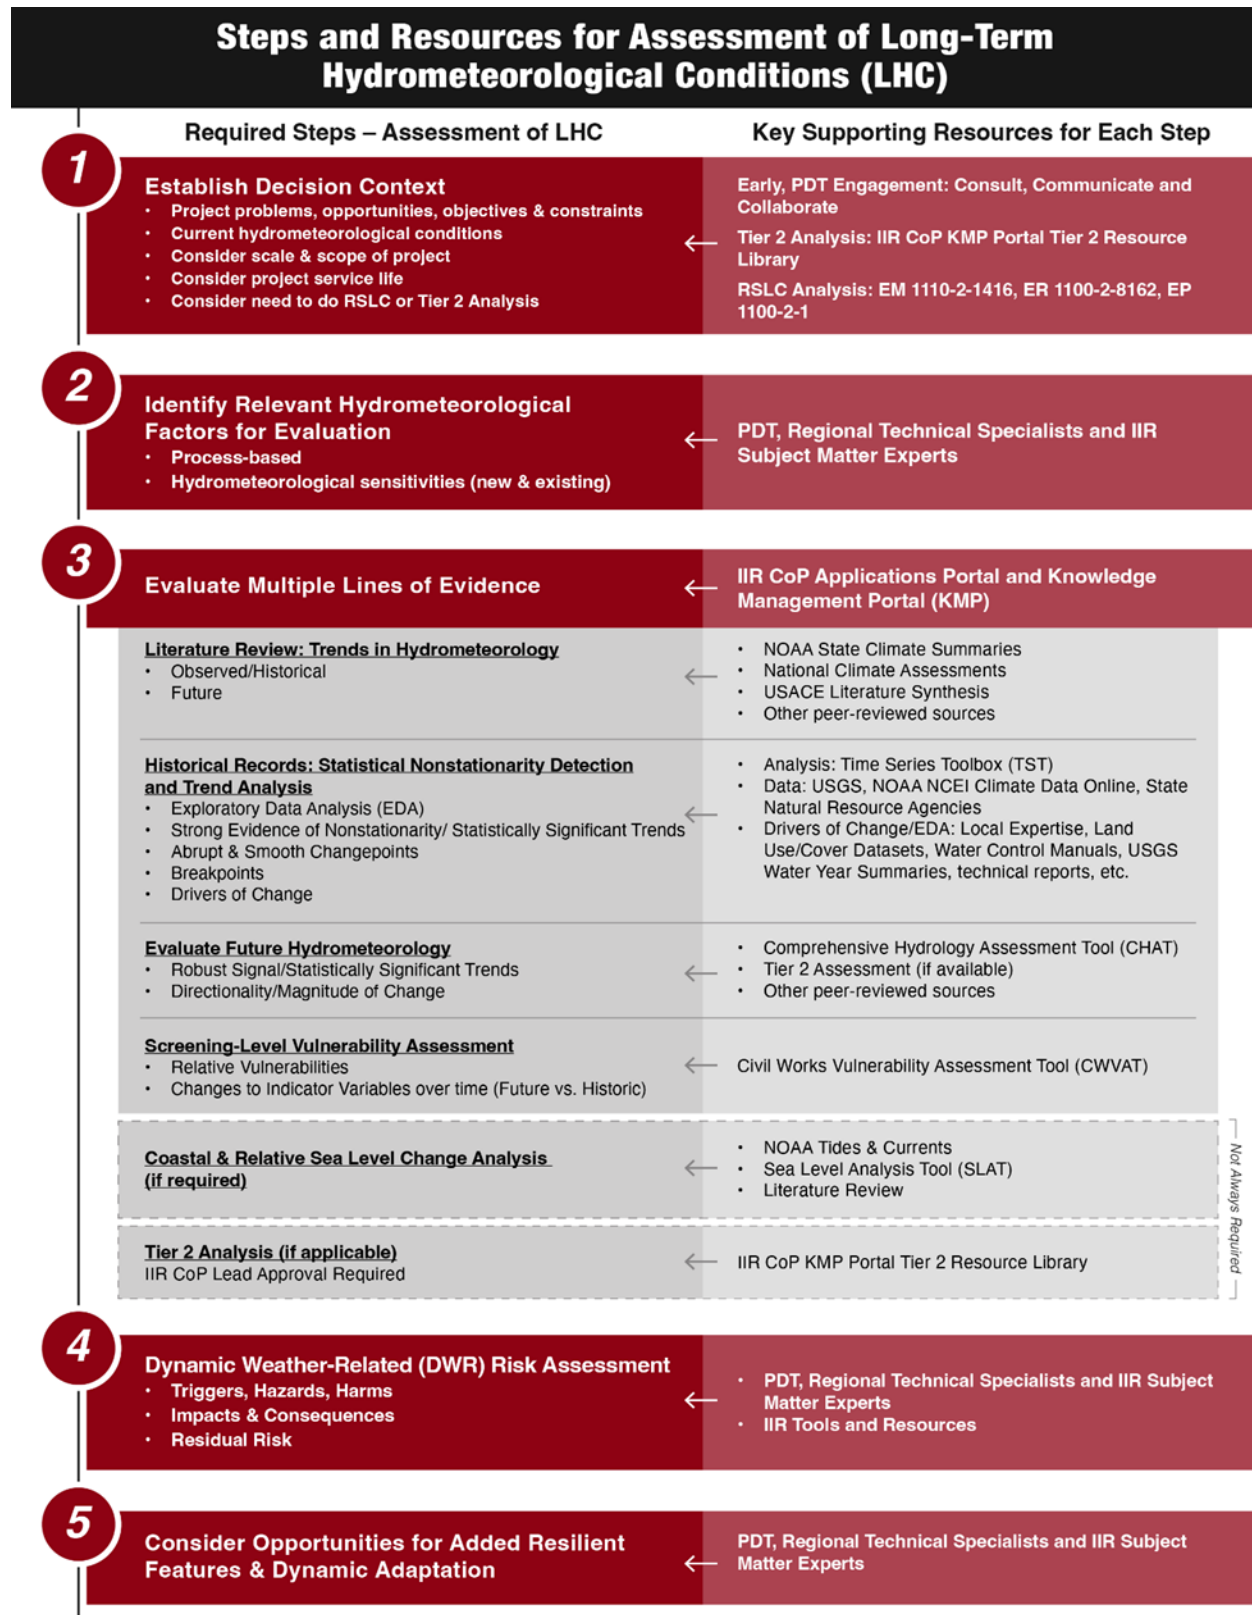 Steps and Resources for Assessment of Long-Term
Hydrometeorological Conditions (LHC)
Required Steps – Assessment of LHC
Key Supporting Resources for Each Step
1
Establish Decision Context
• Project problems, opportunities, objectives & constraints
• Current hydrometeorological conditions
• Consider scale & scope of project
• Consider project service life
• Consider need to do RSLC or Tier 2 Analysis
←
Early, PDT Engagement: Consult, Communicate and
Collaborate
Tier 2 Analysis: IIR CoP KMP Portal Tier 2 Resource
Library
RSLC Analysis: EM 1110-2-1416, ER 1100-2-8162, EP
1100-2-1
2
Identify Relevant Hydrometeorological
Factors for Evaluation
• Process-based
• Hydrometeorological sensitivities (new & existing)
←
PDT, Regional Technical Specialists and IIR
Subject Matter Experts
3
Evaluate Multiple Lines of Evidence
←
IIR CoP Applications Portal and Knowledge
Management Portal (KMP)
Literature Review: Trends in Hydrometeorology
• Observed/Historical
• Future
←
• NOAA State Climate Summaries
• National Climate Assessments
• USACE Literature Synthesis
• Other peer-reviewed sources
Historical Records: Statistical Nonstationarity Detection
and Trend Analysis
• Exploratory Data Analysis (EDA)
• Strong Evidence of Nonstationarity/ Statistically Significant Trends
• Abrupt & Smooth Changepoints
• Breakpoints
• Drivers of Change
←
• Analysis: Time Series Toolbox (TST)
• Data: USGS, NOAA NCEI Climate Data Online, State
Natural Resource Agencies
• Drivers of Change/EDA: Local Expertise, Land
Use/Cover Datasets, Water Control Manuals, USGS
Water Year Summaries, technical reports, etc.
Evaluate Future Hydrometeorology
• Robust Signal/Statistically Significant Trends
• Directionality/Magnitude of Change
←
• Comprehensive Hydrology Assessment Tool (CHAT)
• Tier 2 Assessment (if available)
• Other peer-reviewed sources
Screening-Level Vulnerability Assessment
• Relative Vulnerabilities
• Changes to Indicator Variables over time (Future vs. Historic)
←
Civil Works Vulnerability Assessment Tool (CWVAT)
Coastal & Relative Sea Level Change Analysis
(if required)
←
• NOAA Tides & Currents
• Sea Level Analysis Tool (SLAT)
• Literature Review
Tier 2 Analysis (if applicable)
IIR CoP Lead Approval Required
←
IIR CoP KMP Portal Tier 2 Resource Library
Not Always Required
4
Dynamic Weather-Related (DWR) Risk Assessment
• Triggers, Hazards, Harms
• Impacts & Consequences
• Residual Risk
←
• PDT, Regional Technical Specialists and IIR Subject
Matter Experts
• IIR Tools and Resources
5
Consider Opportunities for Added Resilient
Features & Dynamic Adaptation
←
PDT, Regional Technical Specialists and IIR Subject
Matter Experts